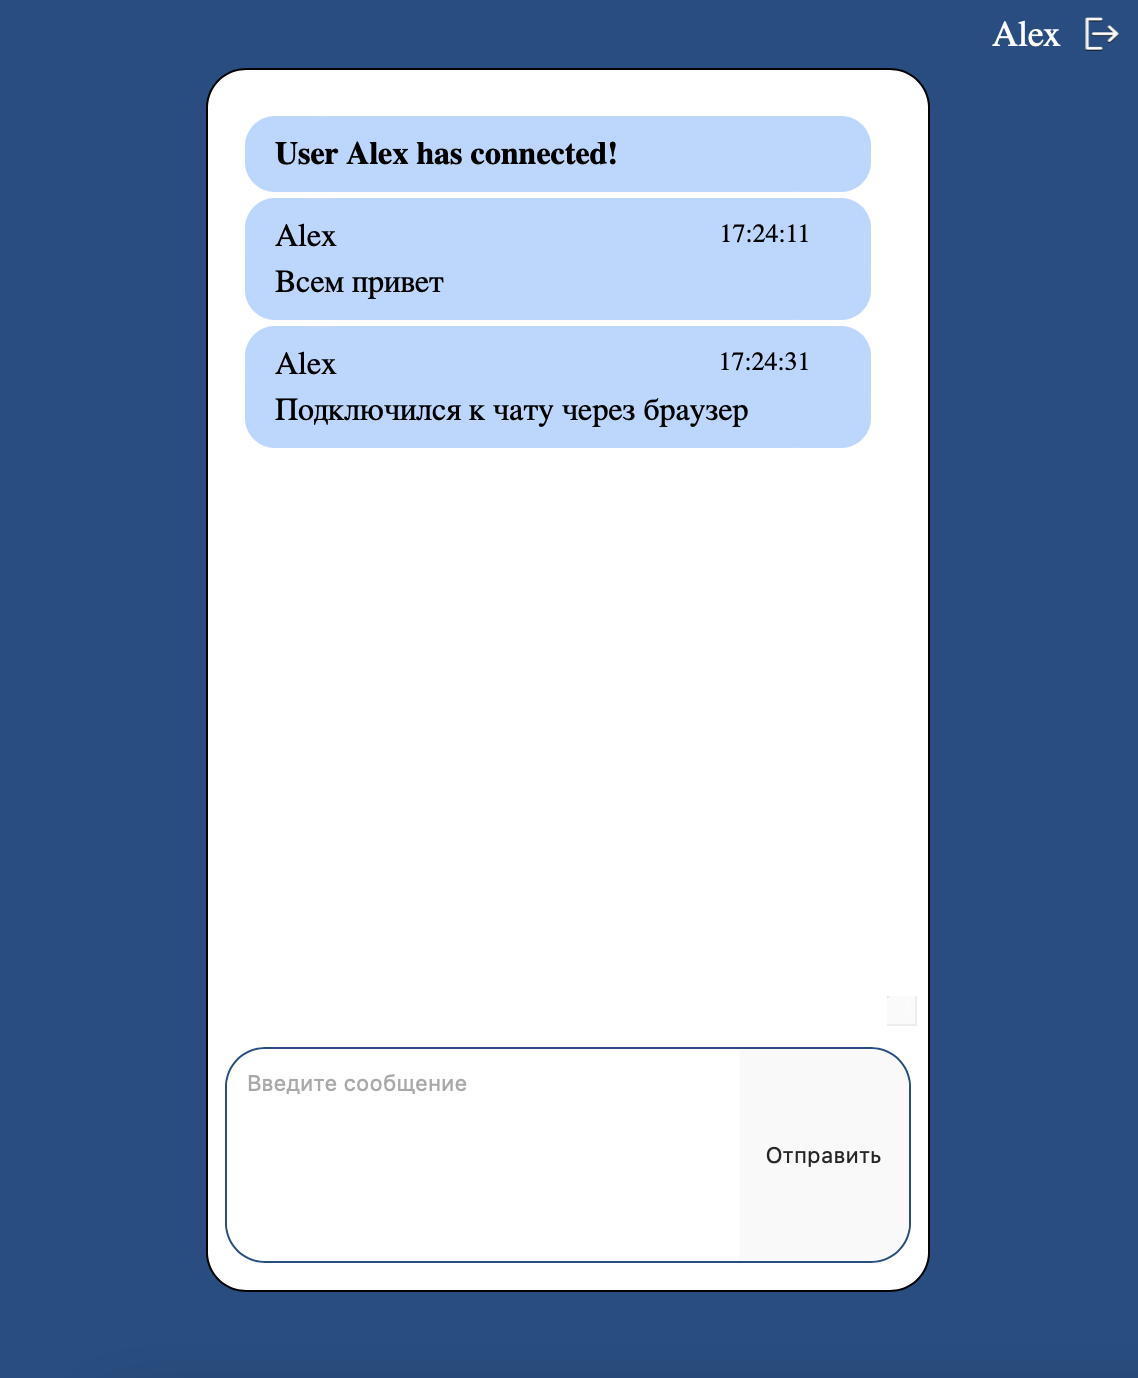 Alex
User Alex has connected!
Alex 17:24:11
Всем привет
Alex 17:24:31
Подключился к чату через браузер
Введите сообщение
Отправить